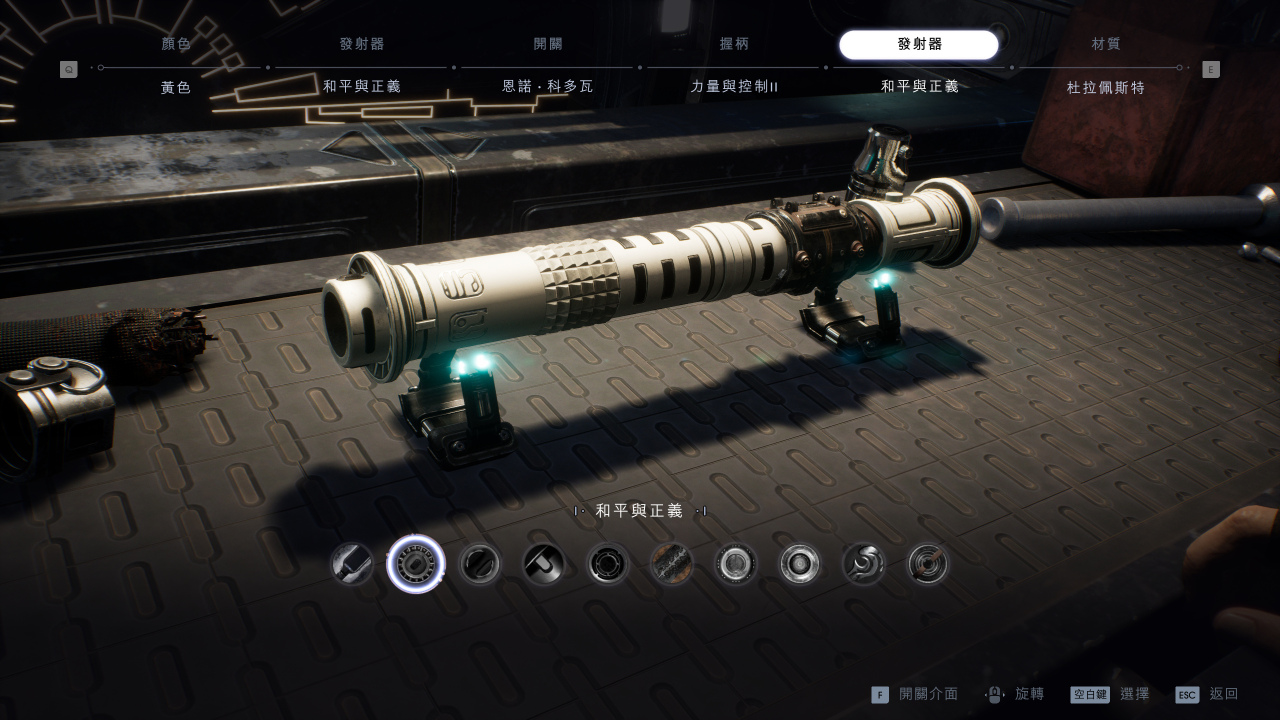 顏色
發射器
開關
握柄
發射器
材質
Q
E
黃色
和平與正義
恩諾·科多瓦
力量與控制II
和平與正義
杜拉佩斯特
和平與正義
F 開關介面
旋轉
空白鍵 選擇
ESC 返回